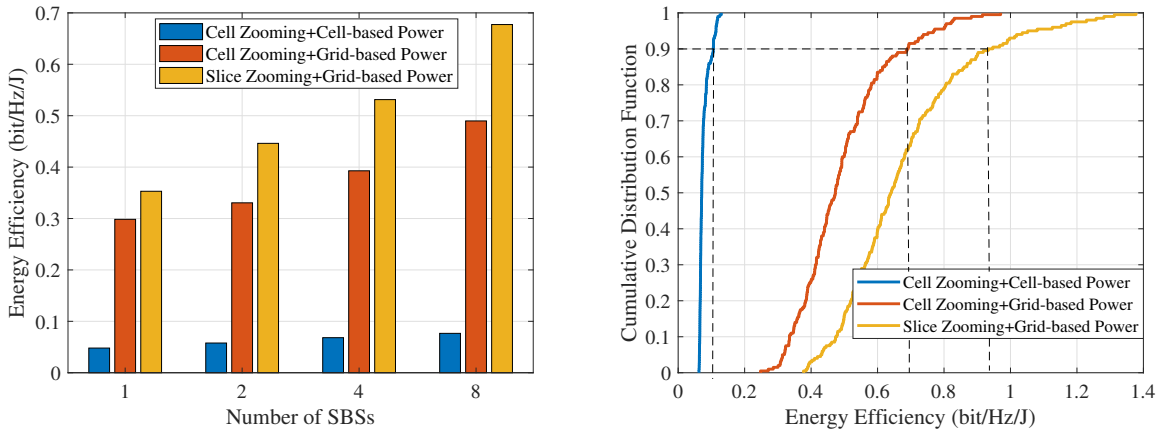 0.7
0.6
0.5
0.4
0.3
0.2
0.1
0
Energy Efficiency (bit/Hz/J)
Cell Zooming+Cell-based Power
Cell Zooming+Grid-based Power
Slice Zooming+Grid-based Power
1 2 4 8
Number of SBSs
1
0.9
0.8
0.7
0.6
0.5
0.4
0.3
0.2
0.1
0
Cumulative Distribution Function
Cell Zooming+Cell-based Power
Cell Zooming+Grid-based Power
Slice Zooming+Grid-based Power
0 0.2 0.4 0.6 0.8 1 1.2 1.4
Energy Efficiency (bit/Hz/J)